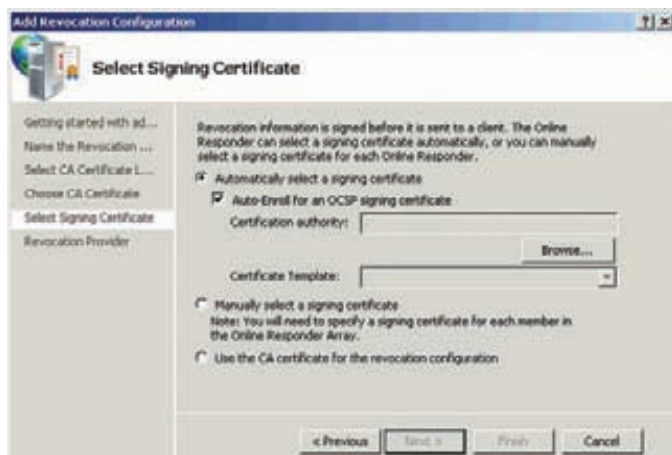 Add Revocation Configuration
Select Signing Certificate
Getting started with ad...
Name the Revocation ...
Select CA Certificate L...
Choose CA Certificate
Select Signing Certificate
Revocation Provider
Revocation information is signed before it is sent to a client. The Online
Responder can select a signing certificate automatically, or you can manually
select a signing certificate for each Online Responder.
Automatically select a signing certificate
Auto-Enroll for an OCSP signing certificate
Certification authority:
Browse...
Certificate Template:
Manually select a signing certificate
Note: You will need to specify a signing certificate for each member in
the Online Responder Array.
Use the CA certificate for the revocation configuration
< Previous
Next >
Finish
Cancel